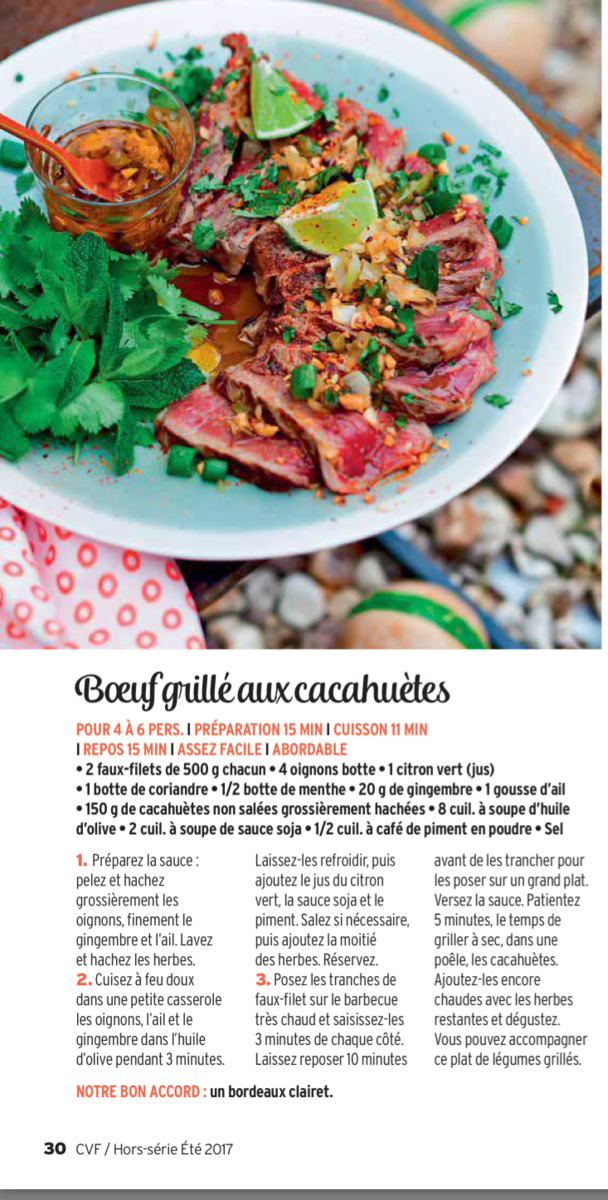 Bœuf grillé aux cacahuètes
POUR 4 À 6 PERS. I PRÉPARATION 15 MIN I CUISSON 11 MIN
I REPOS 15 MIN I ASSEZ FACILE I ABORDABLE
• 2 faux-filets de 500 g chacun • 4 oignons botte • 1 citron vert (jus)
• 1 botte de coriandre • 1/2 botte de menthe • 20 g de gingembre • 1 gousse d'ail
• 150 g de cacahuètes non salées grossièrement hachées • 8 cuil. à soupe d'huile
d'olive • 2 cuil. à soupe de sauce soja • 1/2 cuil. à café de piment en poudre • Sel
1. Préparez la sauce :
pelez et hachez
grossièrement les
oignons, finement le
gingembre et l'ail. Lavez
et hachez les herbes.
2. Cuisez à feu doux
dans une petite casserole
les oignons, l'ail et le
gingembre dans l'huile
d'olive pendant 3 minutes.
Laissez-les refroidir, puis
ajoutez le jus du citron
vert, la sauce soja et le
piment. Salez si nécessaire,
puis ajoutez la moitié
des herbes. Réservez.
3. Posez les tranches de
faux-filet sur le barbecue
très chaud et saisissez-les
3 minutes de chaque côté.
Laissez reposer 10 minutes
avant de les trancher pour
les poser sur un grand plat.
Versez la sauce. Patientez
5 minutes, le temps de
griller à sec, dans une
poêle, les cacahuètes.
Ajoutez-les encore
chaudes avec les herbes
restantes et dégustez.
Vous pouvez accompagner
ce plat de légumes grillés.
NOTRE BON ACCORD : un bordeaux clairet.
30 CVF / Hors-série Été 2017